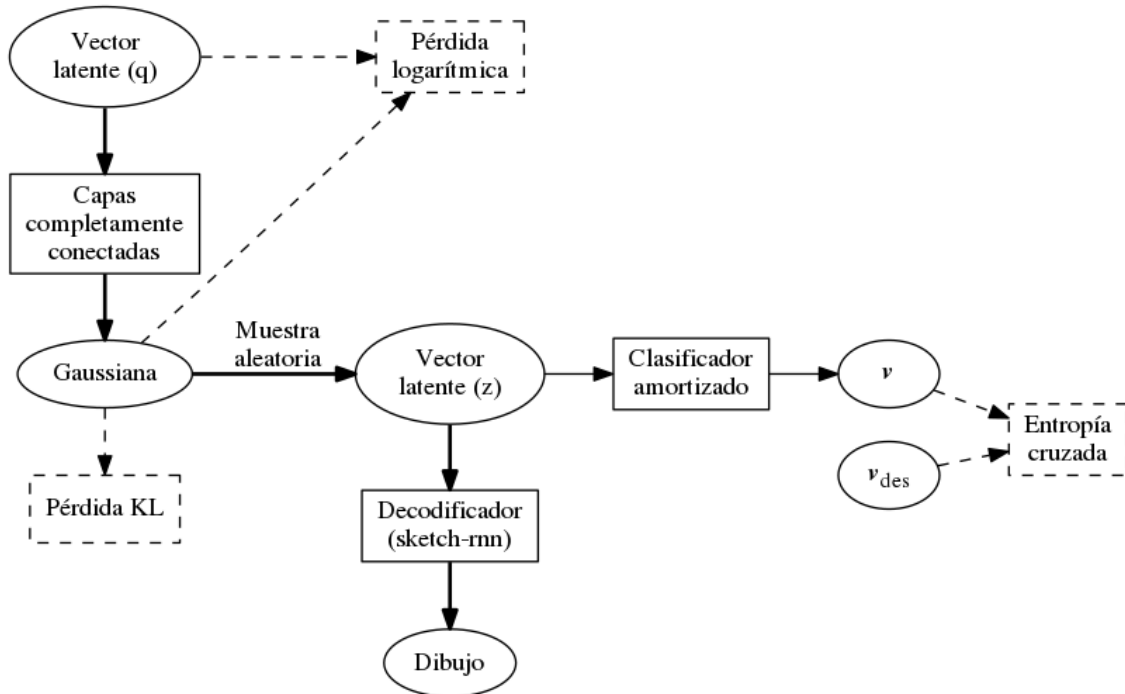 Vector
latente (q)
Pérdida
logarítmica
Capas
completamente
conectadas
Gaussiana
Muestra
aleatoria
Vector
latente (z)
Clasificador
amortizado
v
Entropía
cruzada
v des
Pérdida KL
Decodificador
(sketch-rnn)
Dibujo